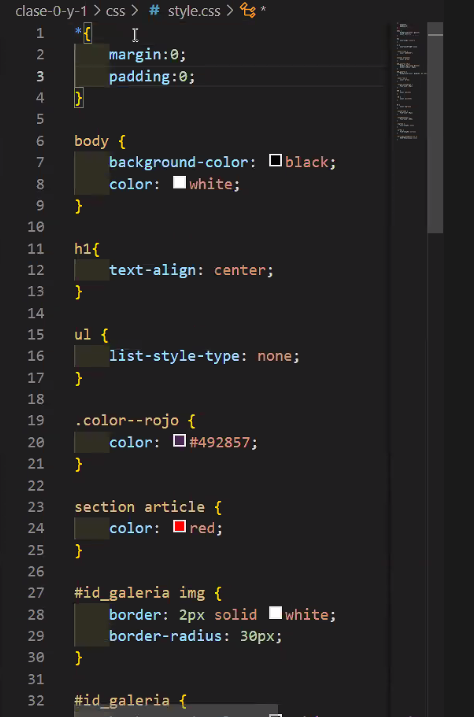 clase-0-y-1 > css > # style.css > *
1 *{
2 margin:0;
3 padding:0;
4 }
5
6 body {
7 background-color: black;
8 color: white;
9 }
10
11 h1{
12 text-align: center;
13 }
14
15 ul {
16 list-style-type: none;
17 }
18
19 .color--rojo {
20 color: #492857;
21 }
22
23 section article {
24 color: red;
25 }
26
27 #id_galeria img {
28 border: 2px solid white;
29 border-radius: 30px;
30 }
31
32 #id_galeria {